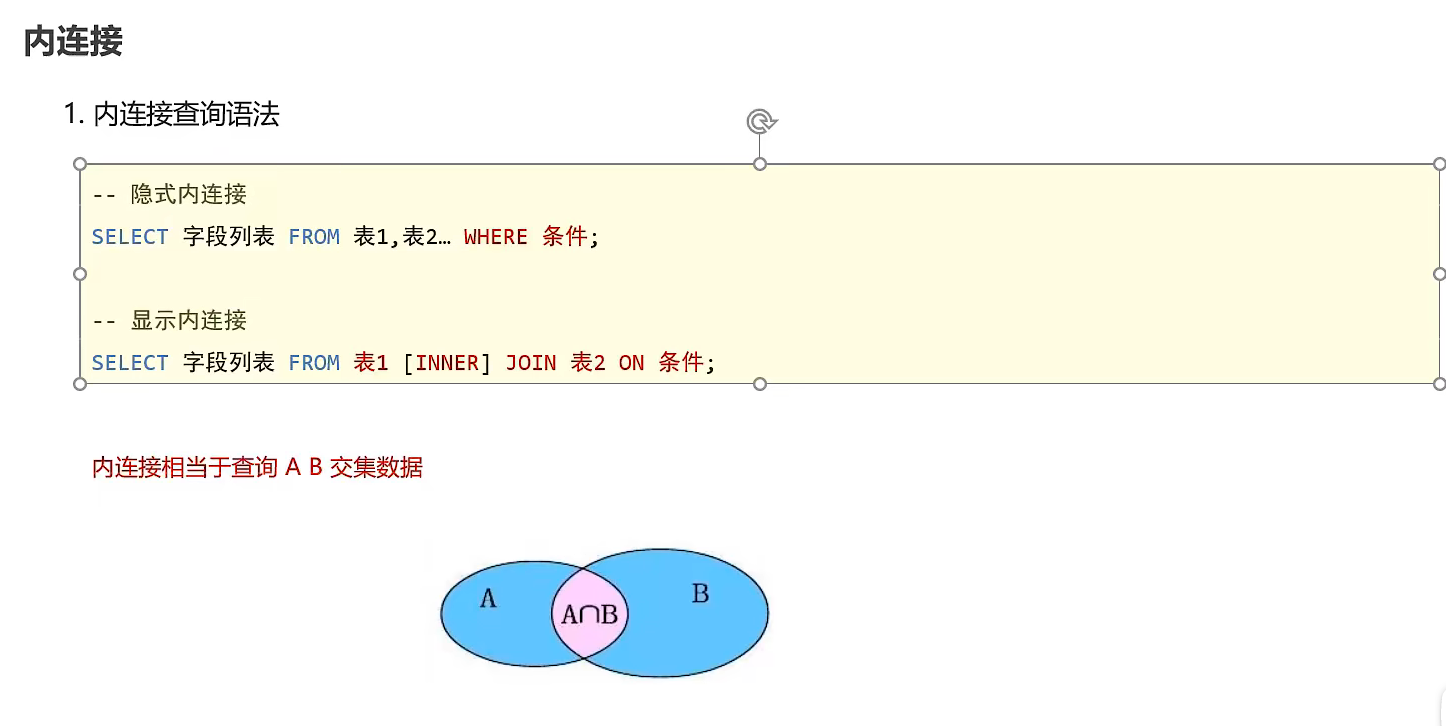 内连接
1. 内连接查询语法
-- 隐式内连接
SELECT 字段列表 FROM 表1,表2… WHERE 条件;
-- 显示内连接
SELECT 字段列表 FROM 表1 [INNER] JOIN 表2 ON 条件;
内连接相当于查询 A B 交集数据
A
B
A∩B